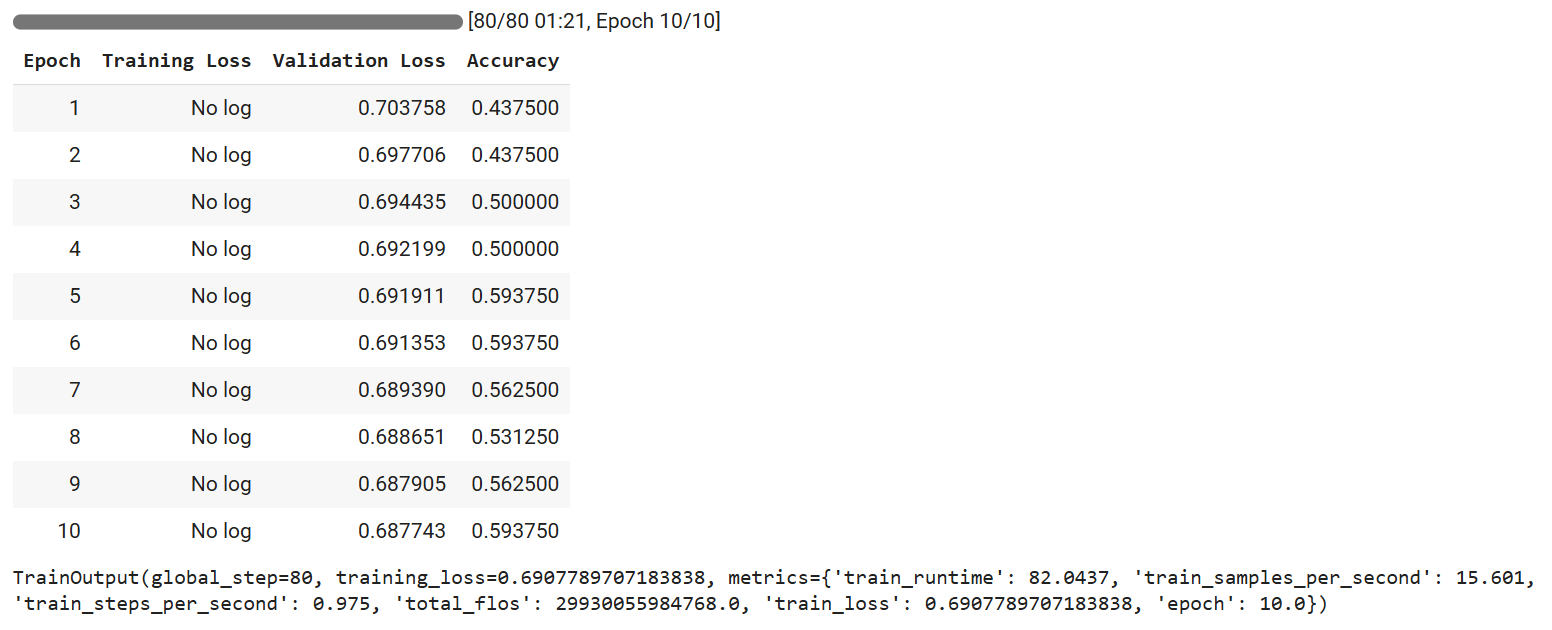 [80/80 01:21, Epoch 10/10]
Epoch Training Loss Validation Loss Accuracy
1 No log 0.703758 0.437500
2 No log 0.697706 0.437500
3 No log 0.694435 0.500000
4 No log 0.692199 0.500000
5 No log 0.691911 0.593750
6 No log 0.691353 0.593750
7 No log 0.689390 0.562500
8 No log 0.688651 0.531250
9 No log 0.687905 0.562500
10 No log 0.687743 0.593750
TrainOutput(global_step=80, training_loss=0.6907789707183838, metrics={'train_runtime': 82.0437, 'train_samples_per_second': 15.601,
'train_steps_per_second': 0.975, 'total_flos': 29930055984768.0, 'train_loss': 0.6907789707183838, 'epoch': 10.0})